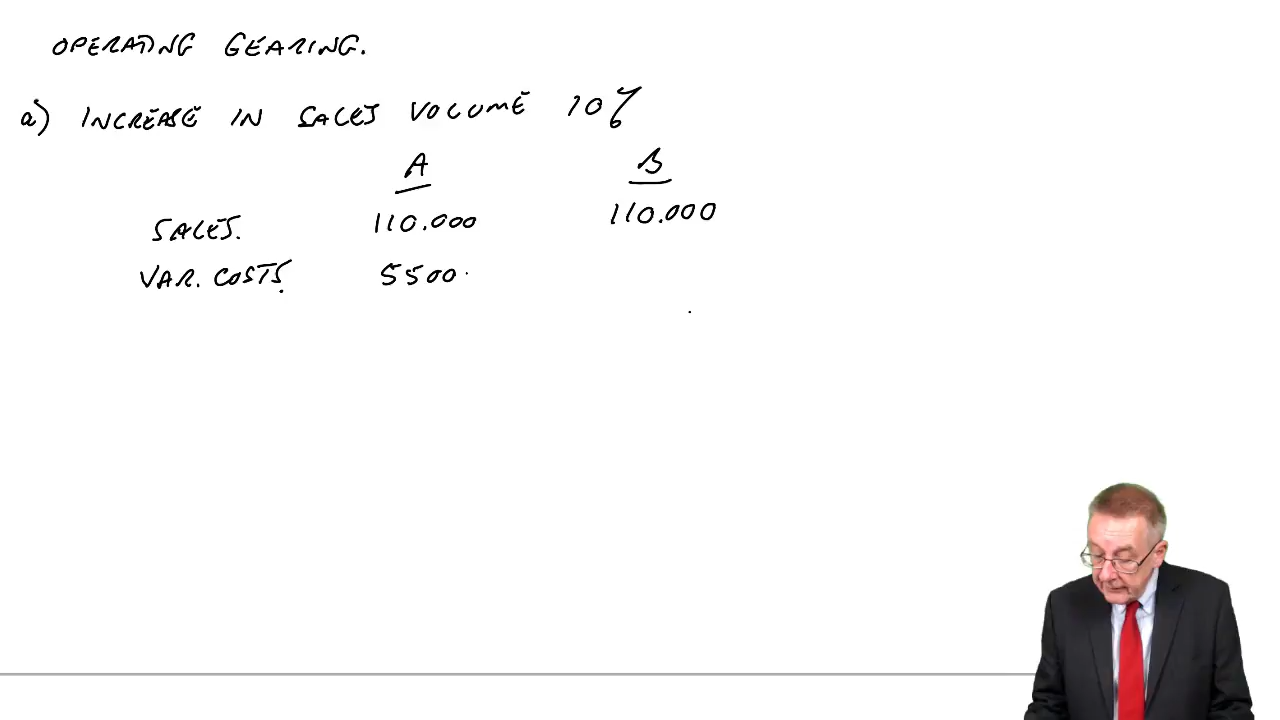 OPERATING GEARING.
a) INCREASE IN SALES VOLUME 10%
A B
SALES. 110.000 110.000
VAR. COSTS. 5500.